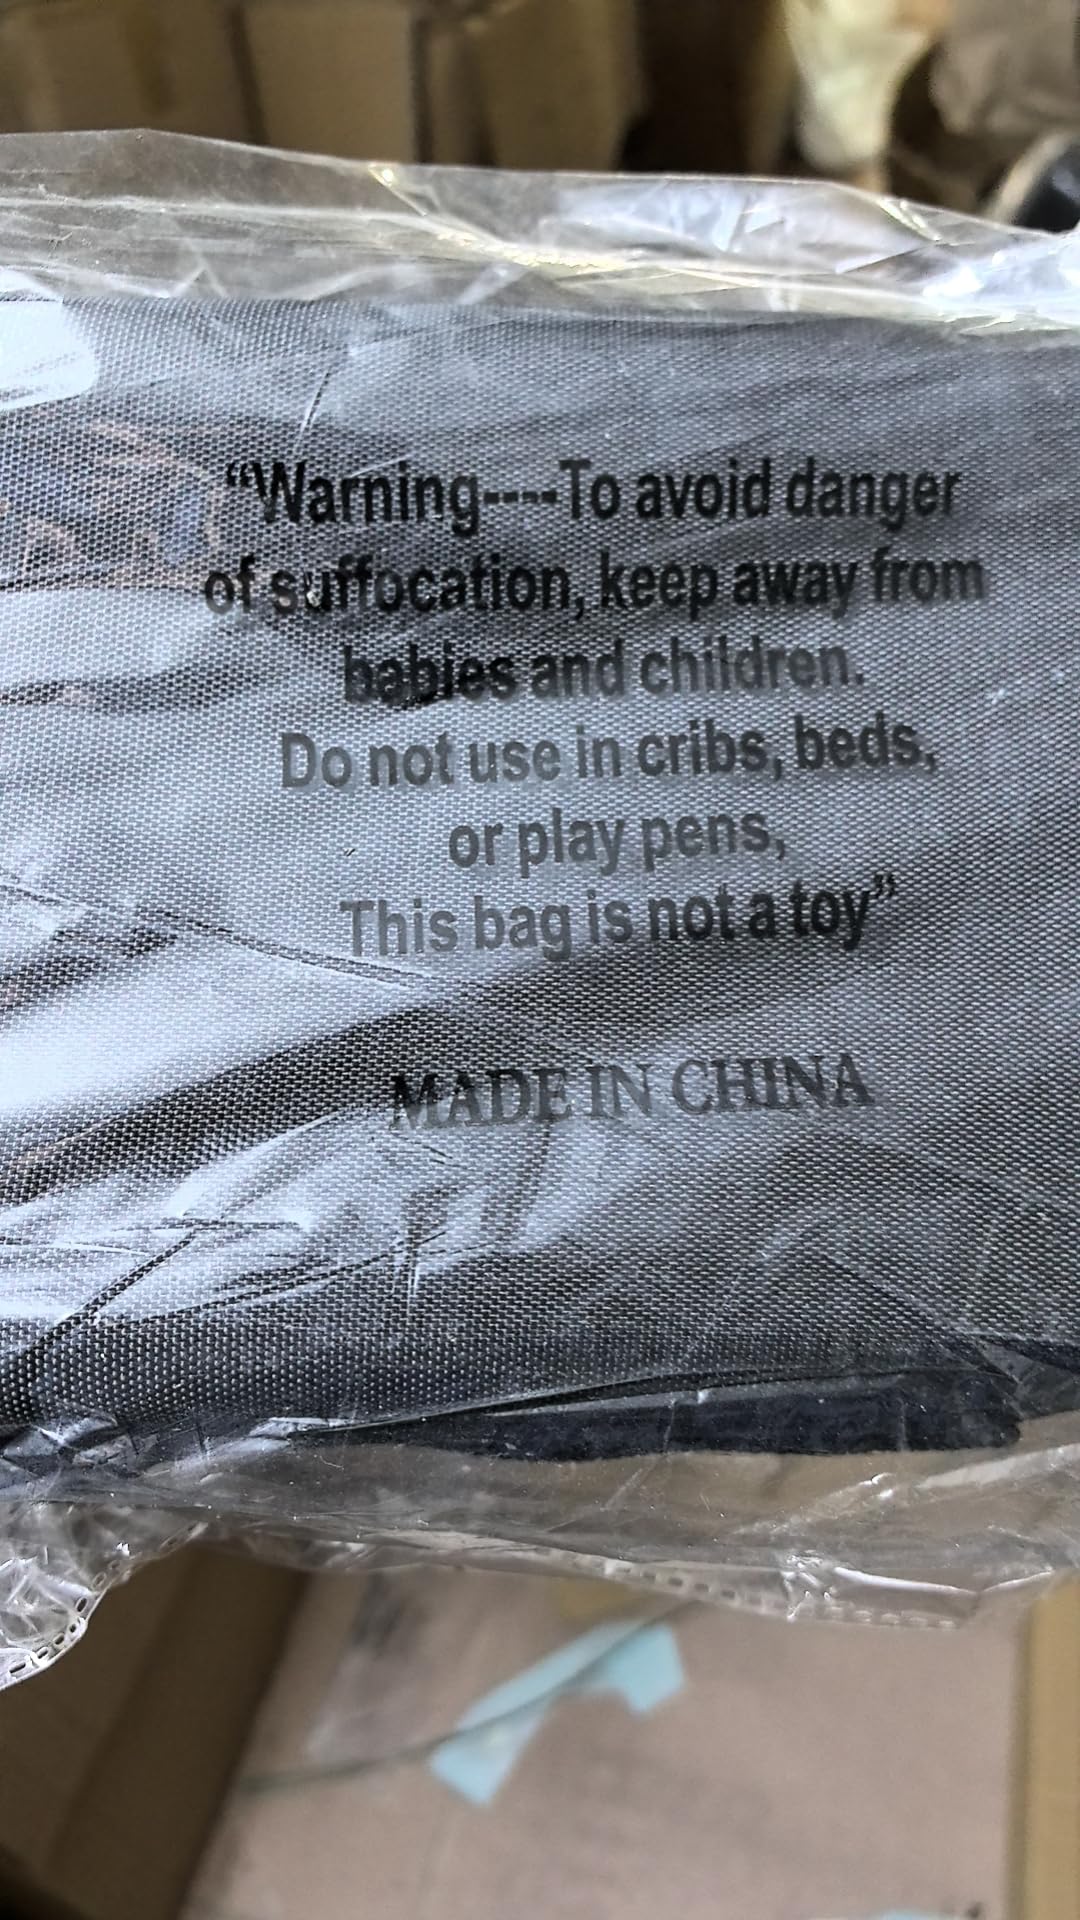 “Warning----To avoid danger
of suffocation, keep away from
babies and children.
Do not use in cribs, beds,
or play pens,
This bag is not a toy”
MADE IN CHINA